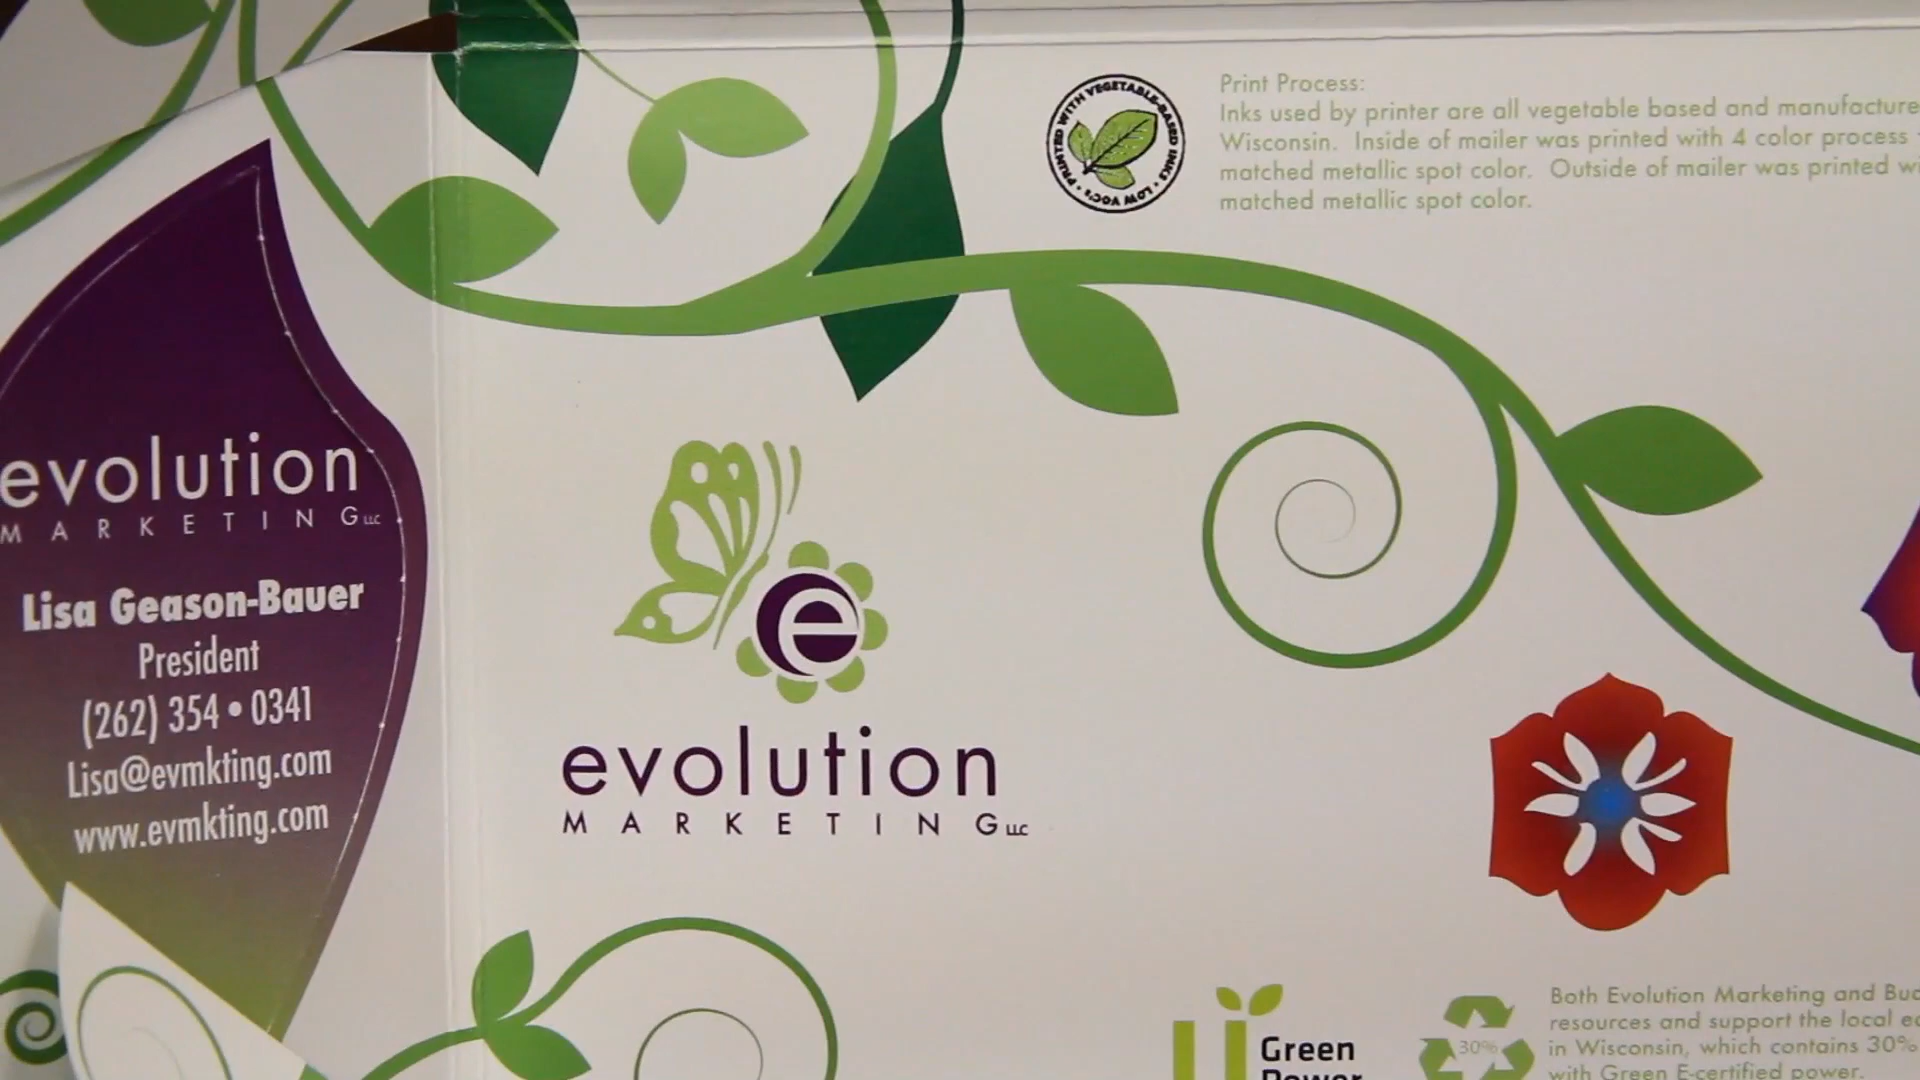 PRINTED WITH VEGETABLE-BASED INKS • LOW VOC's •
Print Process:
Inks used by printer are all vegetable based and manufacture
Wisconsin. Inside of mailer was printed with 4 color process
matched metallic spot color. Outside of mailer was printed
matched metallic spot color.
evolution
MARKETING LLC
Lisa Geason-Bauer
President
(262) 354 • 0341
Lisa@evmkting.com
www.evmkting.com
e
evolution
MARKETING LLC
Green
Power
30%
Both Evolution Marketing and
resources and support the local
in Wisconsin, which contains 30%
with Green E-certified power.